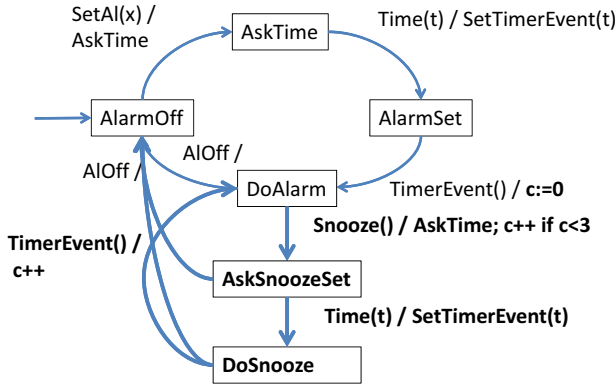 SetAl(x) /
AskTime
AskTime
Time(t) / SetTimerEvent(t)
AlarmOff
AlarmSet
AlOff /
AlOff /
DoAlarm
TimerEvent() / c:=0
Snooze() / AskTime; c++ if c<3
TimerEvent() /
c++
AskSnoozeSet
Time(t) / SetTimerEvent(t)
DoSnooze